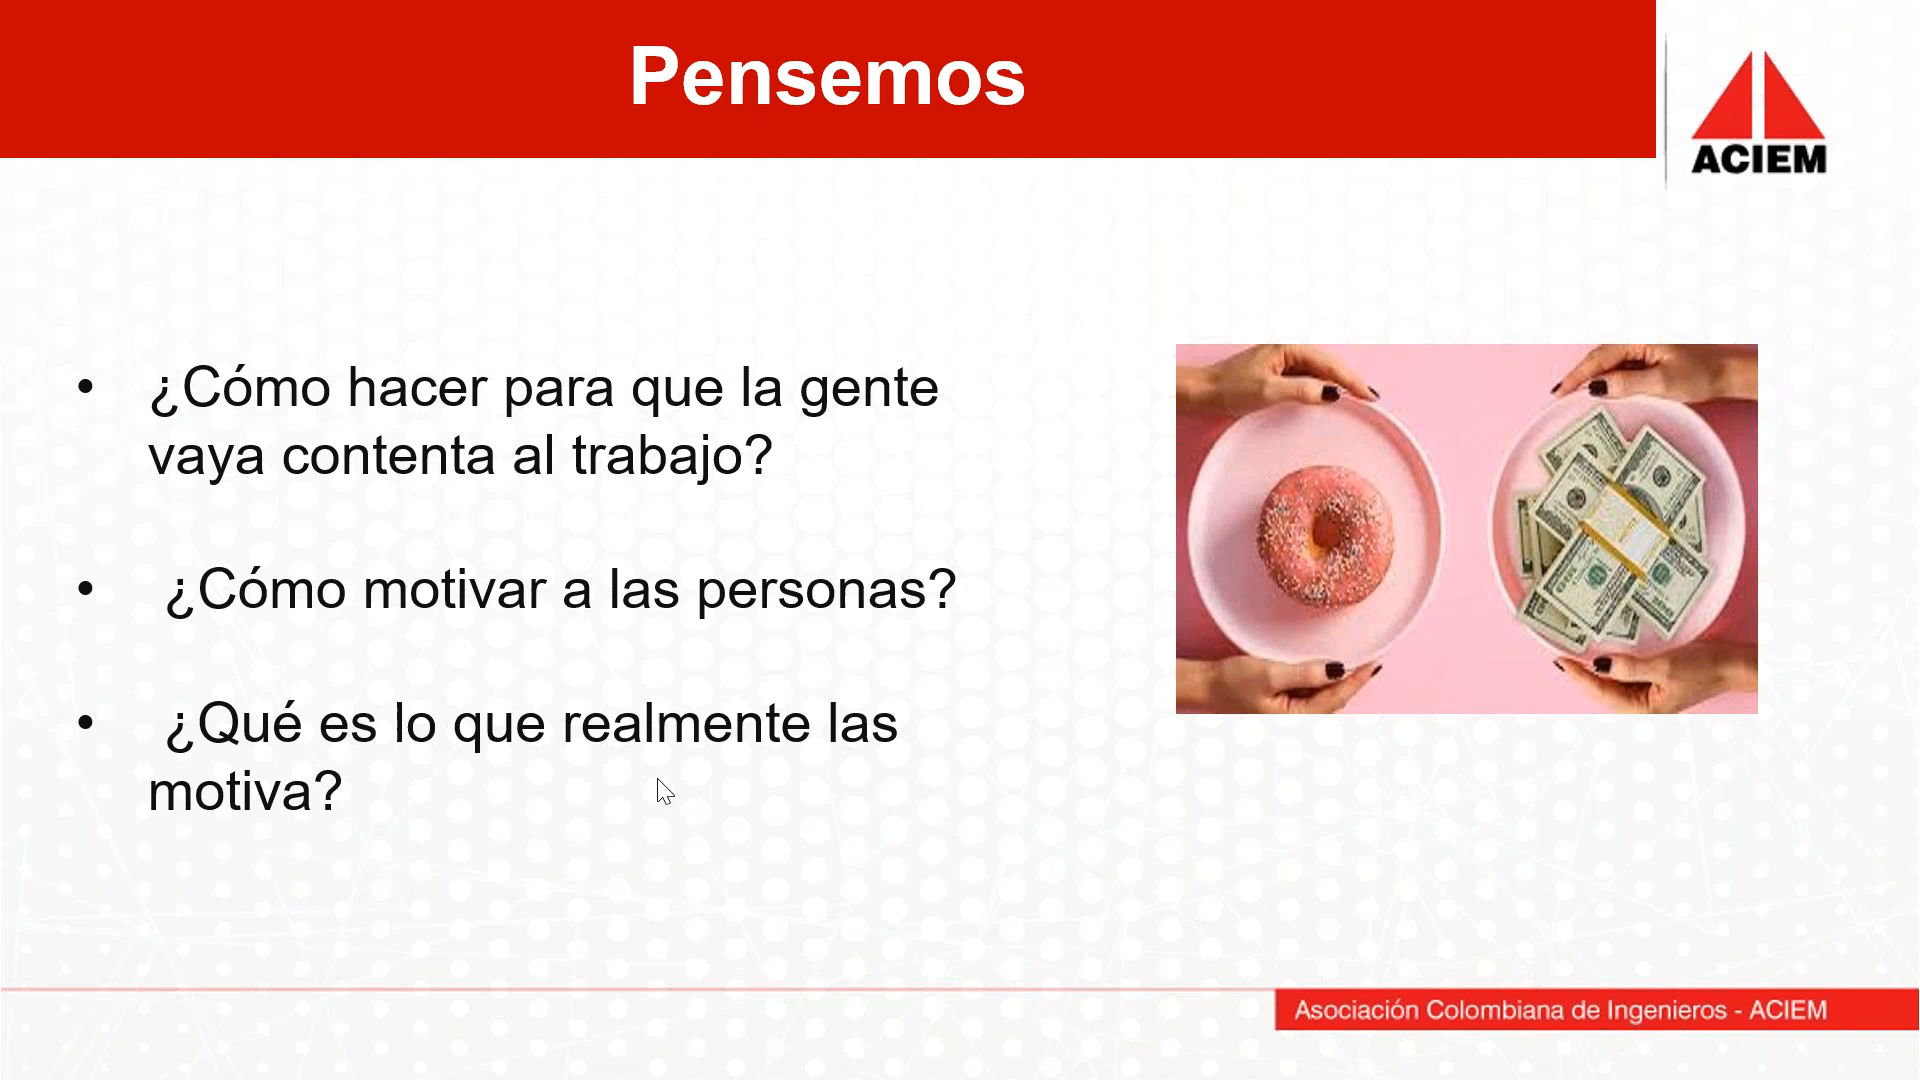 Pensemos
ACIEM
• ¿Cómo hacer para que la gente
vaya contenta al trabajo?
• ¿Cómo motivar a las personas?
• ¿Qué es lo que realmente las
motiva?
Asociación Colombiana de Ingenieros - ACIEM